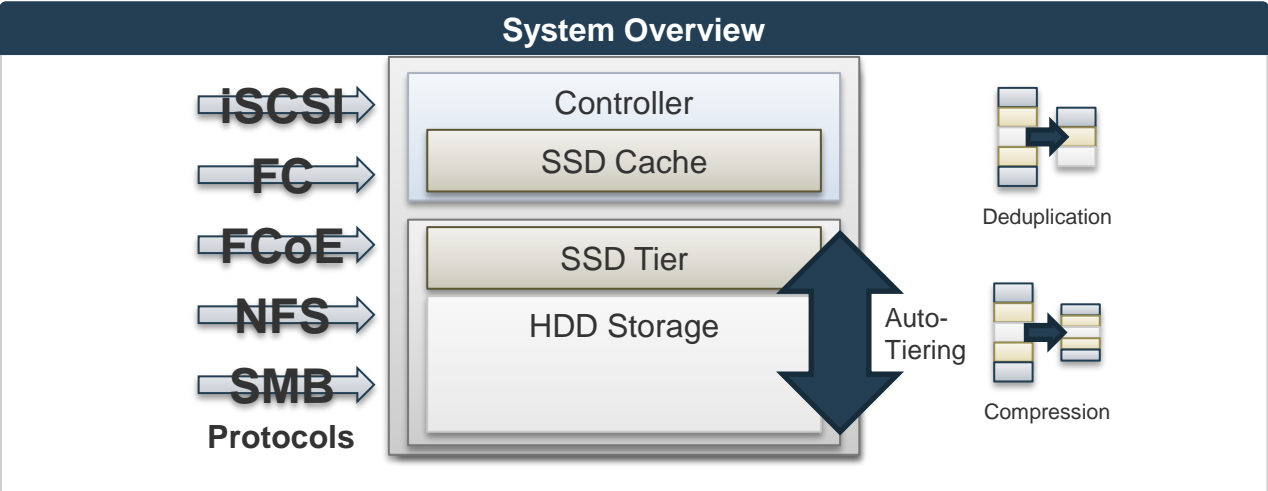 System Overview
iSCSI
FC
FCoE
NFS
SMB
Protocols
Controller
SSD Cache
SSD Tier
HDD Storage
Auto-
Tiering
Deduplication
Compression